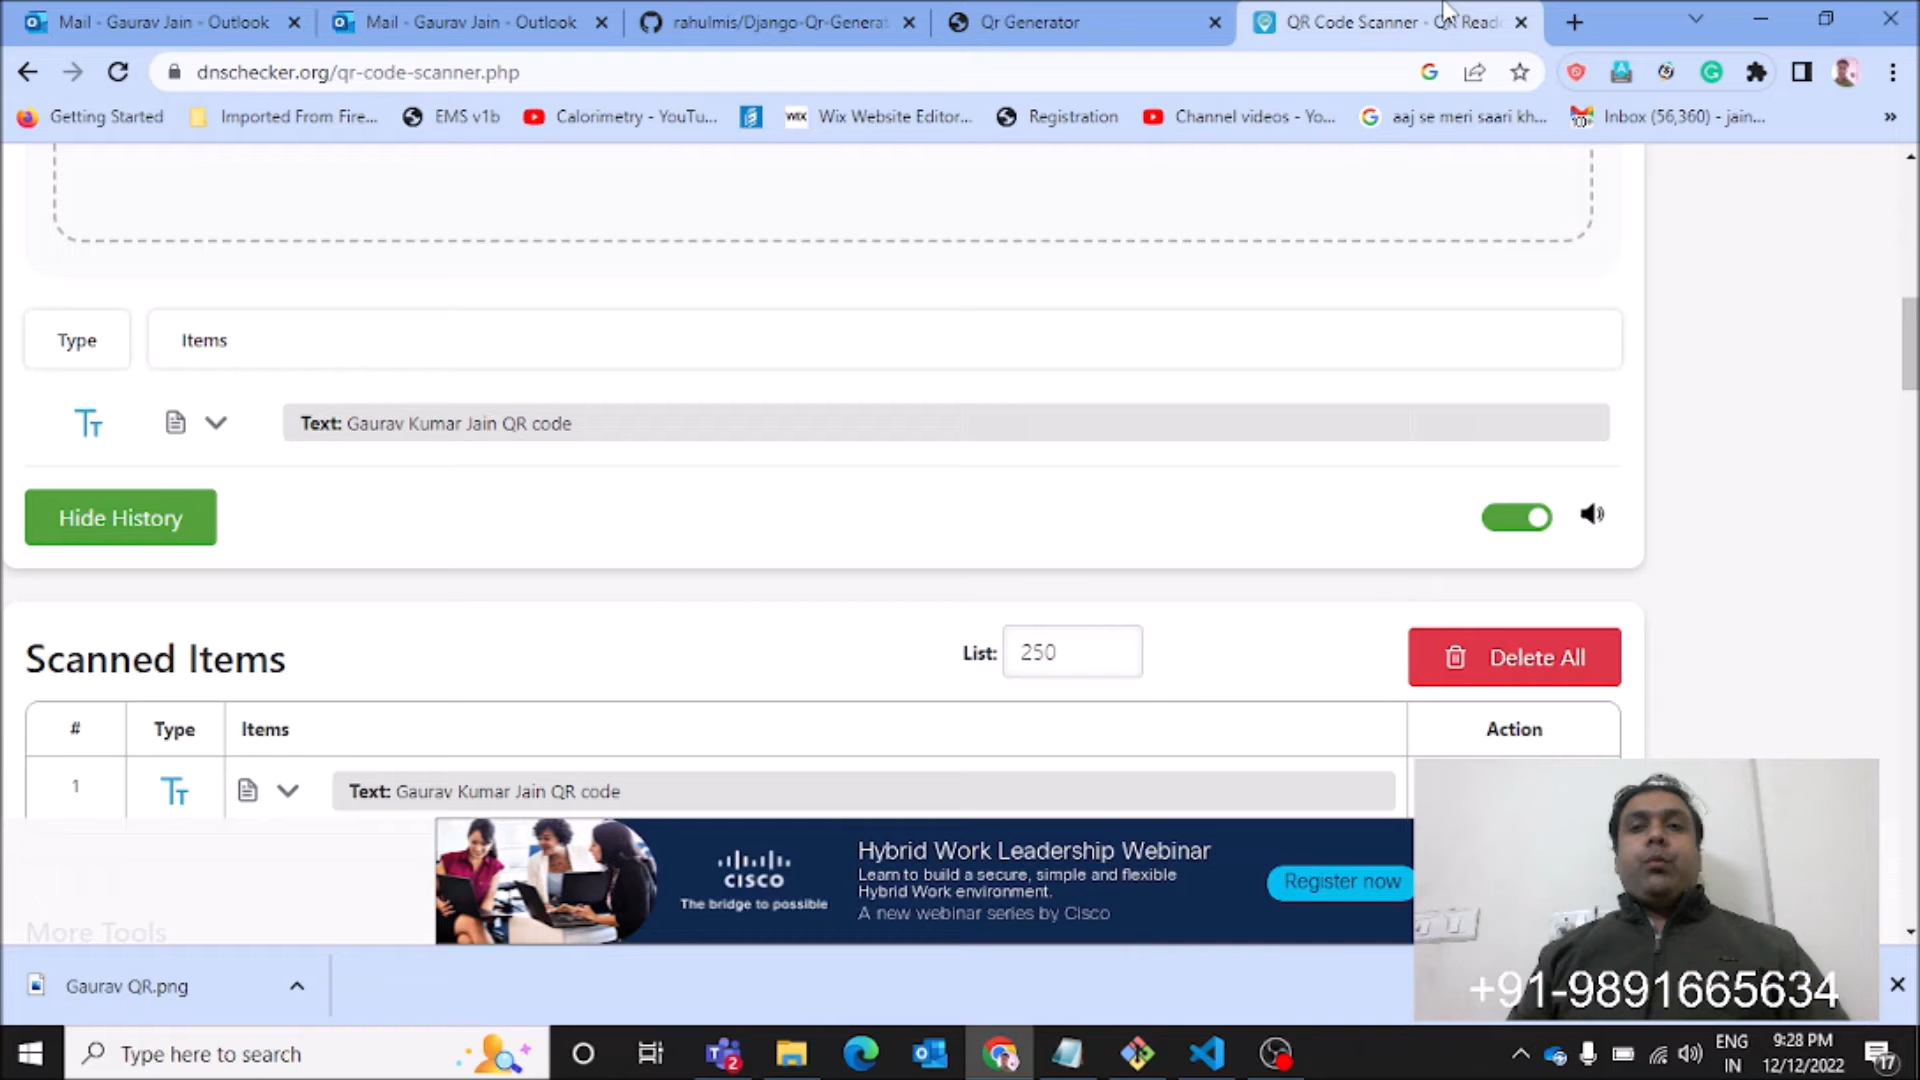 Mail - Gaurav Jain - Outlook
Mail - Gaurav Jain - Outlook
rahulmis/Django-Qr-Generat
Qr Generator
QR Code Scanner - QR Read
dnschecker.org/qr-code-scanner.php
Getting Started
Imported From Fire...
EMS v1b
Calorimetry - YouTu...
WIX
Wix Website Editor...
Registration
Channel videos - Yo...
aaj se meri saari kh...
Inbox (56,360) - jain...
Type
Items
Text: Gaurav Kumar Jain QR code
Hide History
Scanned Items
List: 250
Delete All
#
Type
Items
Action
1
Text: Gaurav Kumar Jain QR code
CISCO
The bridge to possible
Hybrid Work Leadership Webinar
Learn to build a secure, simple and flexible
Hybrid Work environment.
A new webinar series by Cisco
Register now
More Tools
Gaurav QR.png
+91-9891665634
Type here to search
2
ENG
IN
9:28 PM
12/12/2022
17